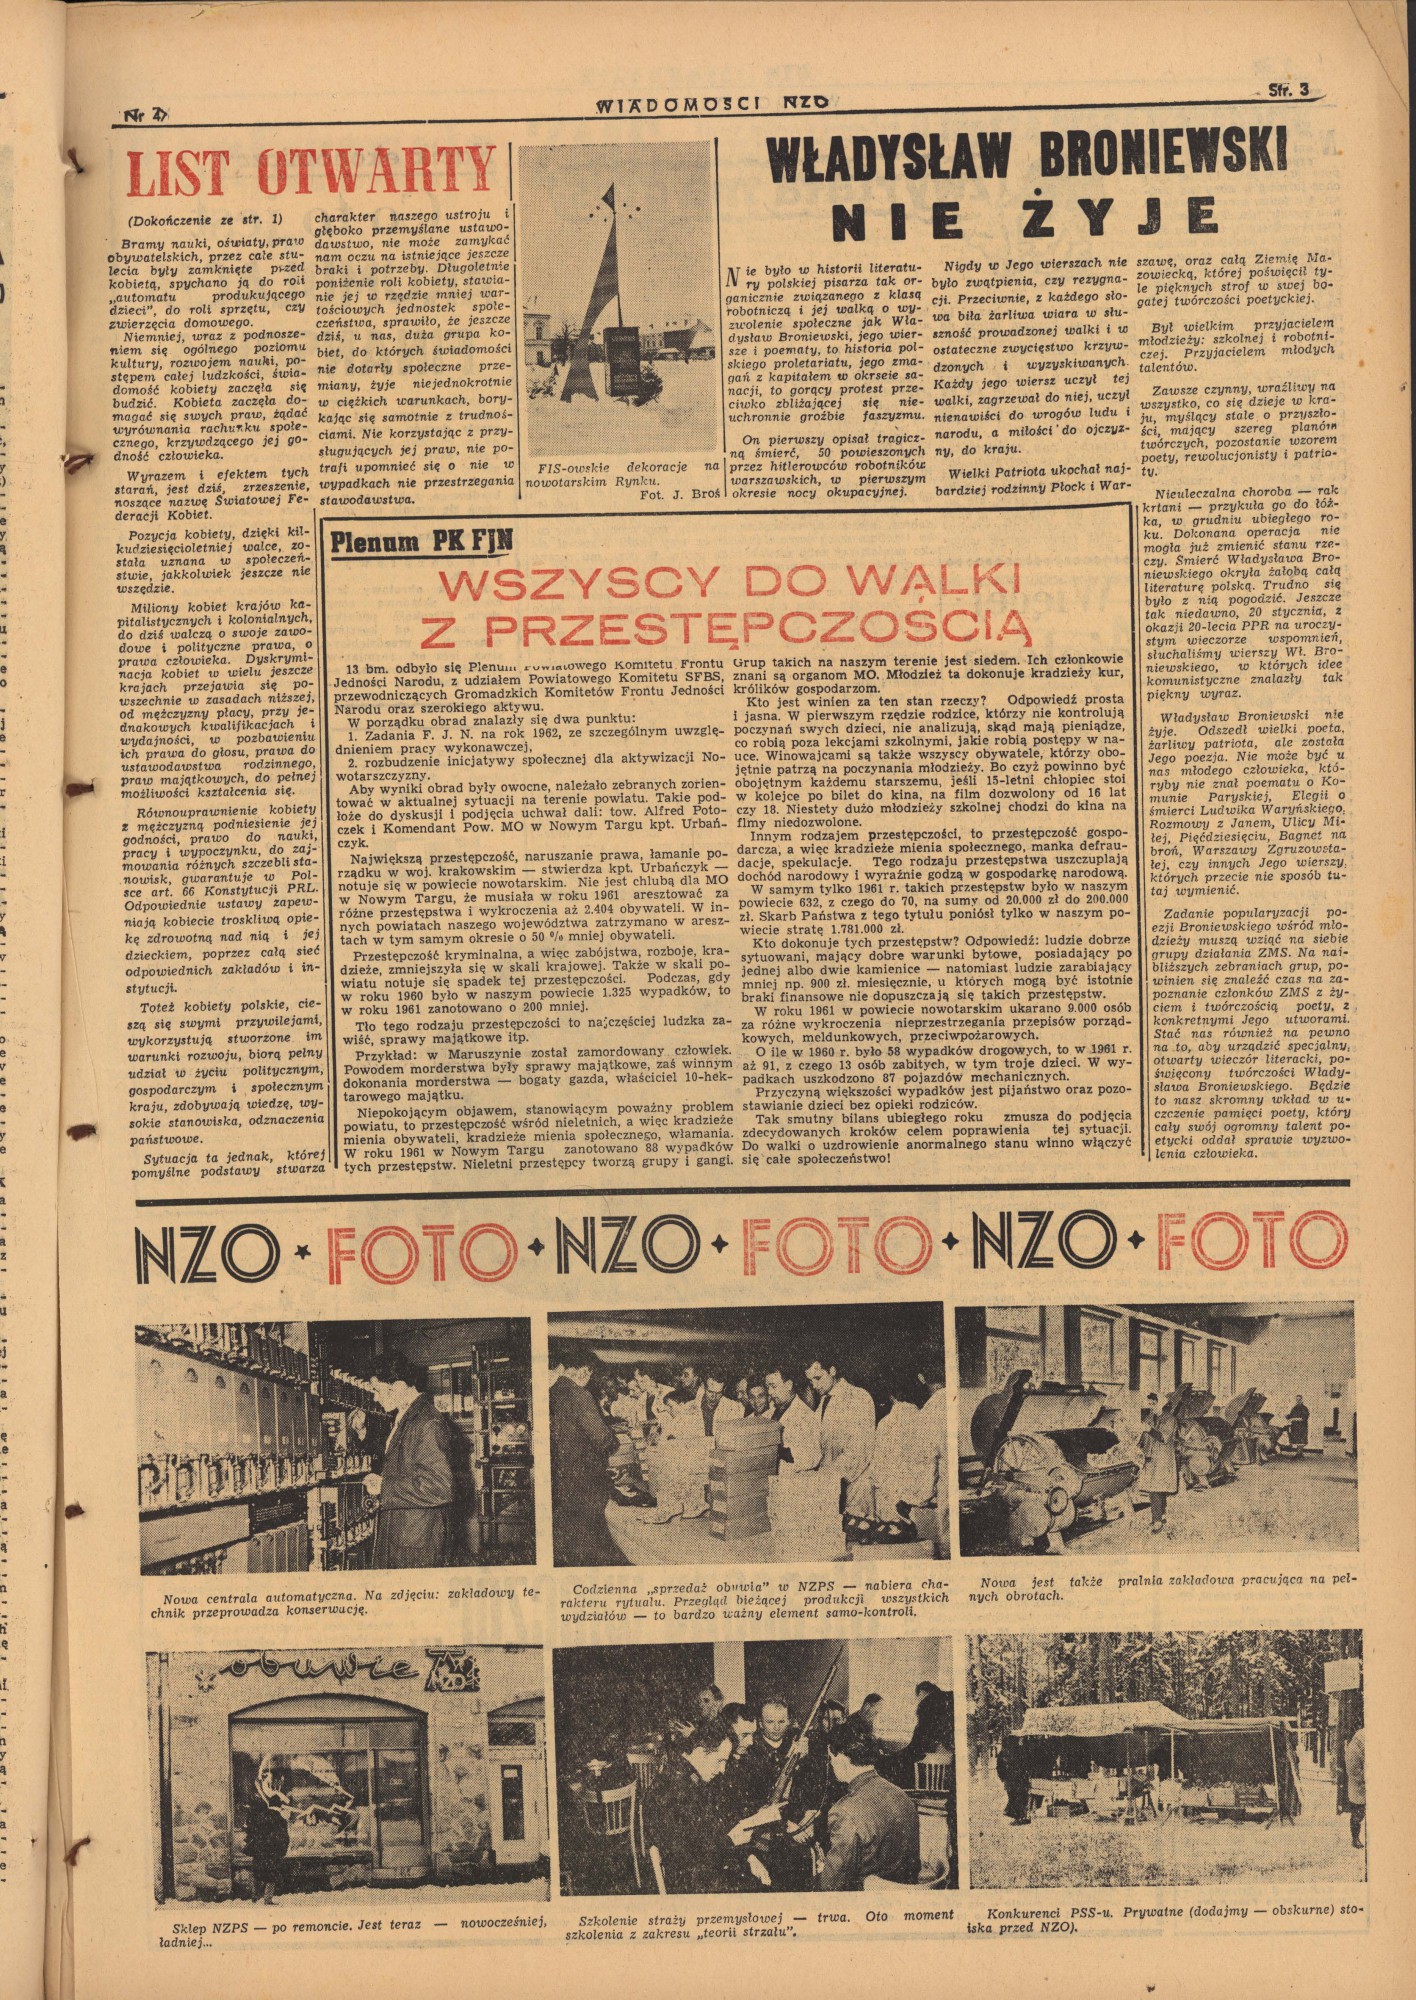 Nr 4
WIADOMOSCI NZO
Str. 3
LIST OTWARTY
(Dokończenie ze str. 1)
Bramy nauki, oświaty, praw
obywatelskich, przez całe stu-
lecia były zamknięte przed
kobietą, spychano ją do roli
„automatu produkującego
dzieci", do roli sprzętu, czy
zwierzęcia domowego.
Niemniej, wraz z podnosze-
niem się ogólnego poziomu
kultury, rozwojem nauki, po-
stępem całej ludzkości, świa-
domość kobiety zaczęła się
budzić. Kobieta zaczęła do-
magać się swych praw, żądać
wyrównania rachunku społe-
cznego, krzywdzącego jej go-
dność człowieka.
Wyrazem i efektem tych
starań, jest dziś, zrzeszenie,
noszące nazwę Światowej Fe-
deracji Kobiet.
Pozycja kobiety, dzięki kil-
kudziesięcioletniej walce, zo-
stała uznana w społeczeń-
stwie, jakkolwiek jeszcze nie
wszędzie.
Miliony kobiet krajów ka-
pitalistycznych i kolonialnych,
do dziś walczą o swoje zawo-
dowe i polityczne prawa, o
prawa człowieka. Dyskrymi-
nacja kobiet w wielu jeszcze
krajach przejawia się po-
wszechnie w zasadach niższej,
od mężczyzny płacy, przy je-
dnakowych kwalifikacjach i
wydajności, w pozbawieniu
ich prawa do głosu, prawa do
ustawodawstwa rodzinnego,
praw majątkowych, do pełnej
możliwości kształcenia się.
Równouprawnienie kobiety
z mężczyzną podniesienie jej
godności, prawo do nauki,
pracy i wypoczynku, do zaj-
mowania różnych szczebli sta-
nowisk, gwarantuje w Pol-
sce art. 66 Konstytucji PRL.
Odpowiednie ustawy zapew-
niają kobiecie troskliwą opie-
kę zdrowotną nad nią i jej
dzieckiem, poprzez całą sieć
odpowiednich zakładów i in-
stytucji.
Toteż kobiety polskie, cie-
szą się swymi przywilejami,
wykorzystują stworzone im
warunki rozwoju, biorą pełny
udział w życiu politycznym,
gospodarczym i społecznym
kraju, zdobywają wiedzę, wy-
sokie stanowiska, odznaczenia
państwowe.
Sytuacja ta jednak, której
pomyślne podstawy stwarza
charakter naszego ustroju i
głęboko przemyślane ustawo-
dawstwo, nie może zamykać
nam oczu na istniejące jeszcze
braki i potrzeby. Długoletnie
poniżenie roli kobiety, stawia-
nie jej w rzędzie mniej war-
tościowych jednostek społe-
czeństwa, sprawiło, że jeszcze
dziś, u nas, duża grupa ko-
biet, do których świadomości
nie dotarły społeczne prze-
miany, żyje niejednokrotnie
w ciężkich warunkach, bory-
kając się samotnie z trudnoś-
ciami. Nie korzystając z przy-
sługujących jej praw, nie po-
trafi upomnieć się o nie w
wypadkach nie przestrzegania
stawodawstwa.
FIS-owskie dekoracje na
nowotarskim Rynku.
Fot. J. Broś
WŁADYSŁAW BRONIEWSKI
NIE ŻYJE
Nie było w historii literatu-
ry polskiej pisarza tak or-
ganicznie związanego z klasą
robotniczą i jej walką o wy-
zwolenie społeczne jak Wła-
dysław Broniewski, jego wier-
sze i poematy, to historia pol-
skiego proletariatu, jego zma-
gań z kapitałem w okrseie sa-
nacji, to gorący protest prze-
ciwko zbliżającej się nie-
uchronnie groźbie faszyzmu.
On pierwszy opisał tragicz-
ną śmierć, 50 powieszonych
przez hitlerowców robotników
warszawskich, w pierwszym
okresie nocy okupacyjnej.
Nigdy w Jego wierszach nie
było zwątpienia, czy rezygna-
cji. Przeciwnie, z każdego sło-
wa biła żarliwa wiara w słu-
szność prowadzonej walki i w
ostateczne zwycięstwo krzyw-
dzonych i wyzyskiwanych.
Każdy jego wiersz uczył tej
walki, zagrzewał do niej, uczył
nienawiści do wrogów ludu i
narodu, a miłości do ojczyz-
ny, do kraju.
Wielki Patriota ukochał naj-
bardziej rodzinny Płock i War-
szawę, oraz całą Ziemię Ma-
zowiecką, której poświęcił ty-
le pięknych strof w swej bo-
gatej twórczości poetyckiej.
Był wielkim przyjacielem
młodzieży: szkolnej i robotni-
czej. Przyjacielem młodych
talentów.
Zawsze czynny, wrażliwy na
wszystko, co się dzieje w kra-
ju, myślący stale o przyszło-
ści, mający szereg planów
twórczych, pozostanie wzorem
poety, rewolucjonisty i patrio-
ty.
Nieuleczalna choroba — rak
krtani — przykuła go do łóż-
ka, w grudniu ubiegłego ro-
ku. Dokonana operacja nie
mogła już zmienić stanu rze-
czy. Śmierć Władysława Bro-
niewskiego okryła żałobą całą
literaturę polską. Trudno się
było z nią pogodzić. Jeszcze
tak niedawno, 20 stycznia, z
okazji 20-lecia PPR na uroczy-
stym wieczorze wspomnień,
słuchaliśmy wierszy Wł. Bro-
niewskiego, w których idee
komunistyczne znalazły tak
piękny wyraz.
Władysław Broniewski nie
żyje. Odszedł wielki poeta,
żarliwy patriota, ale została
Jego poezja. Nie może być u
nas młodego człowieka, któ-
ryby nie znał poematu o Ko-
munie Paryskiej, Elegii o
śmierci Ludwika Waryńskiego,
Rozmowy z Janem, Ulicy Mi-
łej, Pięćdziesięciu, Bagnet na
broń, Warszawy Zgruzowsta-
łej, czy innych Jego wierszy,
których przecie nie sposób tu-
taj wymienić.
Zadanie popularyzacji po-
ezji Broniewskiego wśród mło-
dzieży muszą wziąć na siebie
grupy działania ZMS. Na nai-
bliższych zebraniach grup, po-
winien się znaleźć czas na za-
poznanie członków ZMS z ży-
ciem i twórczością poety, z
konkretnymi Jego utworami.
Stać nas również na pewno
na to, aby urządzić specjalny,
otwarty wieczór literacki, po-
święcony twórczości Włady-
sława Broniewskiego. Będzie
to nasz skromny wkład w u-
czczenie pamięci poety, który
cały swój ogromny talent po-
etycki oddał sprawie wyzwo-
lenia człowieka.
Plenum PK FJN
WSZYSCY DO WALKI
Z PRZESTĘPCZOŚCIĄ
13 bm. odbyło się Plenum Powiatowego Komitetu Frontu
Jedności Narodu, z udziałem Powiatowego Komitetu SFBS,
przewodniczących Gromadzkich Komitetów Frontu Jedności
Narodu oraz szerokiego aktywu.
W porządku obrad znalazły się dwa punktu:
1. Zadania F. J. N. na rok 1962, ze szczególnym uwzglę-
dnieniem pracy wykonawczej,
2. rozbudzenie inicjatywy społecznej dla aktywizacji No-
wotarszczyzny.
Aby wyniki obrad były owocne, należało zebranych zorien-
tować w aktualnej sytuacji na terenie powiatu. Takie pod-
łoże do dyskusji i podjęcia uchwał dali: tow. Alfred Poto-
czek i Komendant Pow. MO w Nowym Targu kpt. Urbań-
czyk.
Największą przestępczość, naruszanie prawa, łamanie po-
rządku w woj. krakowskim — stwierdza kpt. Urbańczyk —
notuje się w powiecie nowotarskim. Nie jest chlubą dla MO
w Nowym Targu, że musiała w roku 1961 aresztować za
różne przestępstwa i wykroczenia aż 2.404 obywateli. W in-
nych powiatach naszego województwa zatrzymano w aresz-
tach w tym samym okresie o 50 % mniej obywateli.
Przestępczość kryminalna, a więc zabójstwa, rozboje, kra-
dzieże, zmniejszyła się w skali krajowej. Także w skali po-
wiatu notuje się spadek tej przestępczości. Podczas, gdy
w roku 1960 było w naszym powiecie 1.325 wypadków, to
w roku 1961 zanotowano o 200 mniej.
Tło tego rodzaju przestępczości to najczęściej ludzka za-
wiść, sprawy majątkowe itp.
Przykład: w Maruszynie został zamordowany człowiek.
Powodem morderstwa były sprawy majątkowe, zaś winnym
dokonania morderstwa — bogaty gazda, właściciel 10-hek-
tarowego majątku.
Niepokojącym objawem, stanowiącym poważny problem
powiatu, to przestępczość wśród nieletnich, a więc kradzieże
mienia obywateli, kradzieże mienia społecznego, włamania.
W roku 1961 w Nowym Targu zanotowano 88 wypadków
tych przestępstw. Nieletni przestępcy tworzą grupy i gangi.
Grup takich na naszym terenie jest siedem. Ich członkowie
znani są organom MO. Młodzież ta dokonuje kradzieży kur,
królików gospodarzom.
Kto jest winien za ten stan rzeczy? Odpowiedź prosta
i jasna. W pierwszym rzędzie rodzice, którzy nie kontrolują
poczynań swych dzieci, nie analizują, skąd mają pieniądze,
co robią poza lekcjami szkolnymi, jakie robią postępy w na-
uce. Winowajcami są także wszyscy obywatele, którzy obo-
jętnie patrzą na poczynania młodzieży. Bo czyż powinno być
obojętnym każdemu starszemu, jeśli 15-letni chłopiec stoi
w kolejce po bilet do kina, na film dozwolony od 16 lat
czy 18. Niestety dużo młodzieży szkolnej chodzi do kina na
filmy niedozwolone.
Innym rodzajem przestępczości, to przestępczość gospo-
darcza, a więc kradzieże mienia społecznego, manka defrau-
dacje, spekulacje. Tego rodzaju przestępstwa uszczuplają
dochód narodowy i wyraźnie godzą w gospodarkę narodową.
W samym tylko 1961 r. takich przestępstw było w naszym
powiecie 632, z czego do 70, na sumy od 20.000 zł do 200.000
zł. Skarb Państwa z tego tytułu poniósł tylko w naszym po-
wiecie stratę 1.781.000 zł.
Kto dokonuje tych przestępstw? Odpowiedź: ludzie dobrze
sytuowani, mający dobre warunki bytowe, posiadający po
jednej albo dwie kamienice — natomiast ludzie zarabiający
mniej np. 900 zł. miesięcznie, u których mogą być istotnie
braki finansowe nie dopuszczają się takich przestępstw.
W roku 1961 w powiecie nowotarskim ukarano 9.000 osób
za różne wykroczenia nieprzestrzegania przepisów porząd-
kowych, meldunkowych, przeciwpożarowych.
O ile w 1960 r. było 58 wypadków drogowych, to w 1961 r.
aż 91, z czego 13 osób zabitych, w tym troje dzieci. W wy-
padkach uszkodzono 87 pojazdów mechanicznych.
Przyczyną większości wypadków jest pijaństwo oraz pozo-
stawianie dzieci bez opieki rodziców.
Tak smutny bilans ubiegłego roku zmusza do podjęcia
zdecydowanych kroków celem poprawienia tej sytuacji.
Do walki o uzdrowienie anormalnego stanu winno włączyć
się całe społeczeństwo!
NZO FOTO NZO FOTO NZO FOTO
Nowa centrala automatyczna. Na zdjęciu: zakładowy te-
chnik przeprowadza konserwację.
Codzienna „sprzedaż obuwia" w NZPS — nabiera cha-
rakteru rytuału. Przegląd bieżącej produkcji wszystkich
wydziałów — to bardzo ważny element samo-kontroli.
Nowa jest także pralnia zakładowa pracująca na peł-
nych obrotach.
obuwie
Sklep NZPS — po remoncie. Jest teraz — nowocześniej,
ładniej...
Szkolenie straży przemysłowej — trwa. Oto moment
szkolenia z zakresu „teorii strzału".
Konkurenci PSS-u. Prywatne (dodajmy — obskurne) sto-
iska przed NZO).